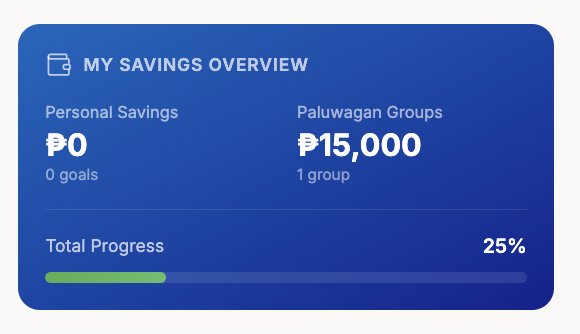 MY SAVINGS OVERVIEW
Personal Savings
₱0
0 goals
Paluwagan Groups
₱15,000
1 group
Total Progress
25%